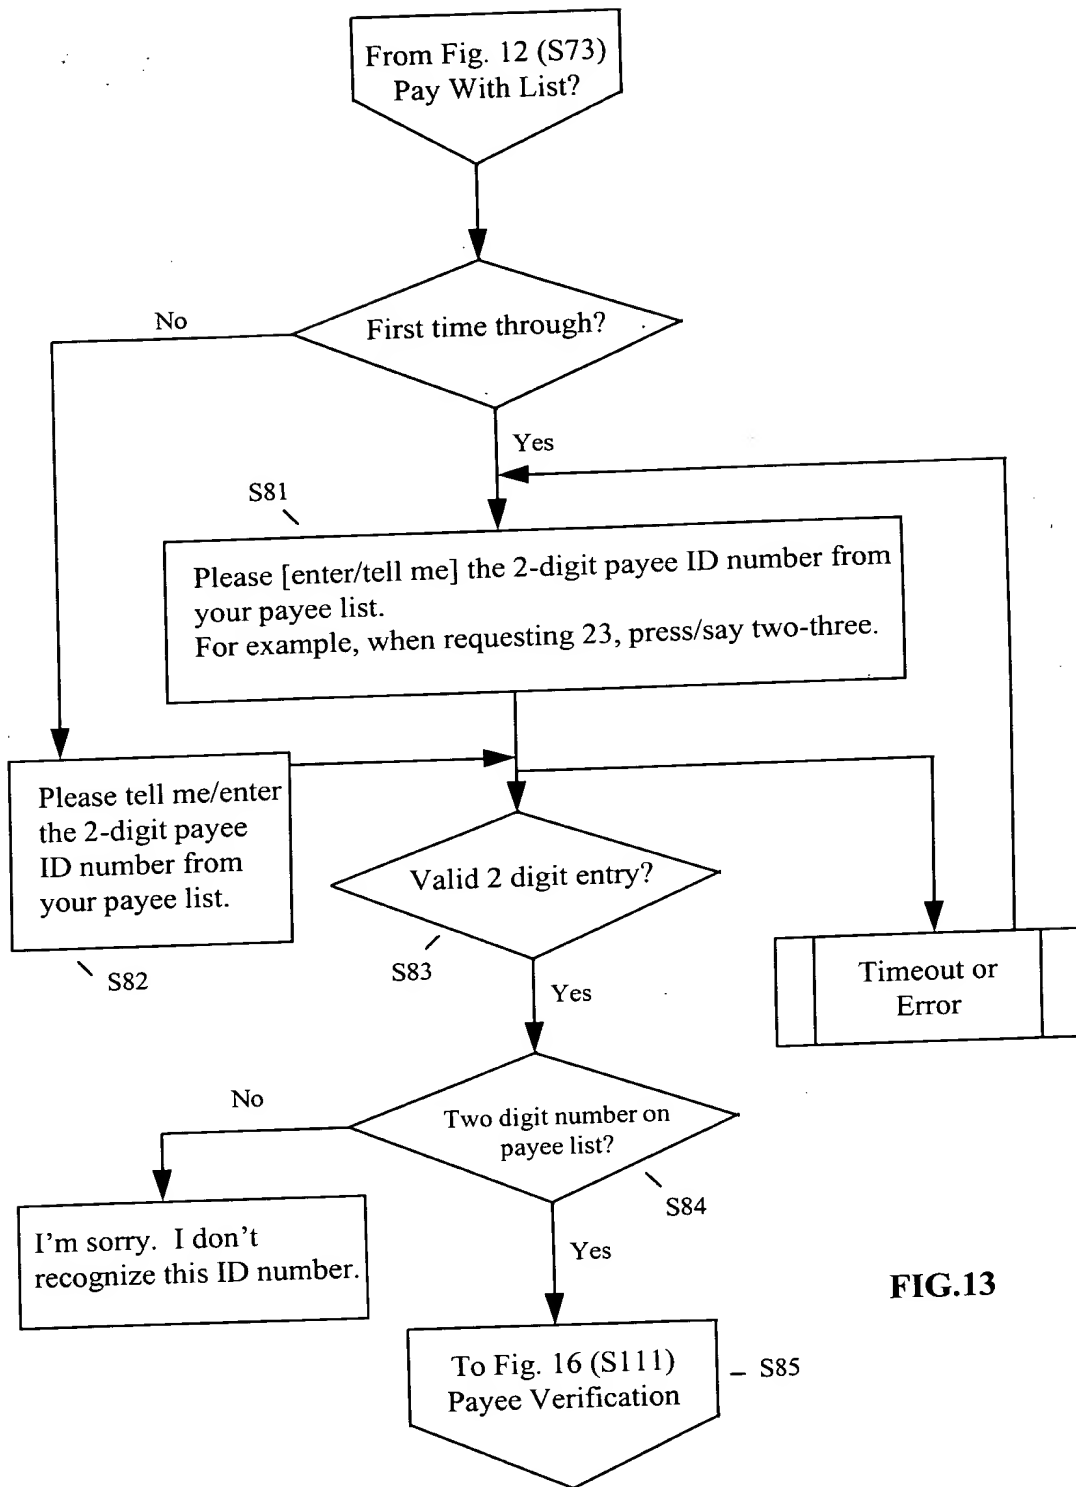 From Fig. 12 (S73)
Pay With List?
No
First time through?
Yes
S81
Please [enter/tell me] the 2-digit payee ID number from
your payee list.
For example, when requesting 23, press/say two-three.
Please tell me/enter
the 2-digit payee
ID number from
your payee list.
S82
Valid 2 digit entry?
S83
Yes
Timeout or
Error
No
Two digit number on
payee list?
S84
I'm sorry. I don't
recognize this ID number.
Yes
FIG.13
To Fig. 16 (S111)
Payee Verification
S85